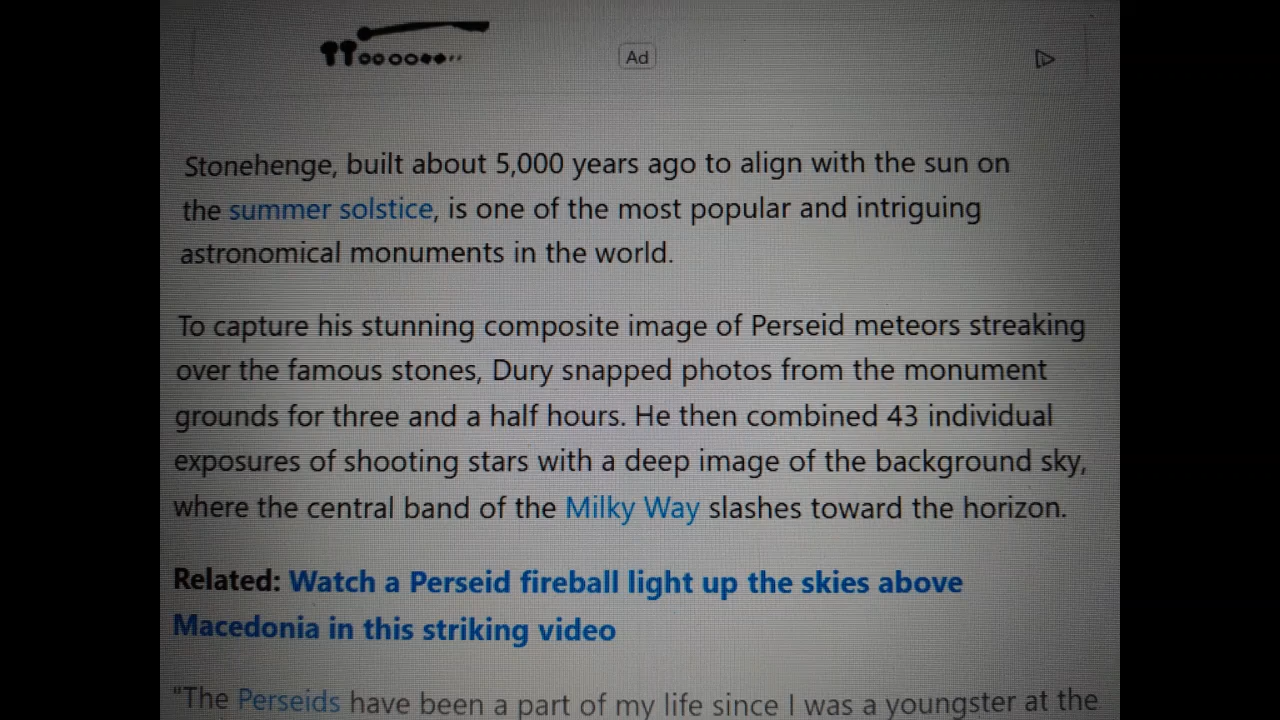 Ad
Stonehenge, built about 5,000 years ago to align with the sun on
the summer solstice, is one of the most popular and intriguing
astronomical monuments in the world.
To capture his stunning composite image of Perseid meteors streaking
over the famous stones, Dury snapped photos from the monument
grounds for three and a half hours. He then combined 43 individual
exposures of shooting stars with a deep image of the background sky,
where the central band of the Milky Way slashes toward the horizon.
Related: Watch a Perseid fireball light up the skies above
Macedonia in this striking video
"The Perseids have been a part of my life since I was a youngster at the